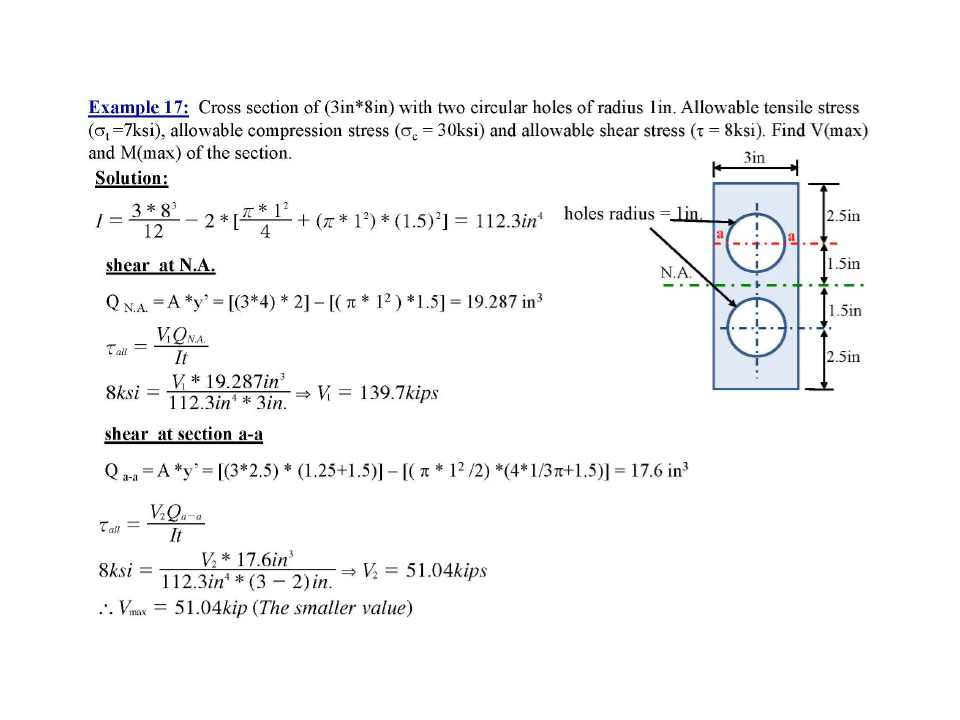 Example 17: Cross section of (3in*8in) with two circular holes of radius 1in. Allowable tensile stress
(σt=7ksi), allowable compression stress (σc = 30ksi) and allowable shear stress (τ = 8ksi). Find V(max)
and M(max) of the section.
3in
Solution:
I = 3 * 8³ / 12 − 2 * [π * 1² / 4 + (π * 1²) * (1.5)²] = 112.3in⁴
holes radius = 1in.
2.5in
a a
shear at N.A.
1.5in
N.A.
Q N.A. = A *y’ = [(3*4) * 2] – [( π * 1² ) *1.5] = 19.287 in³
1.5in
τall = V₁QN.A. / It
2.5in
8ksi = V₁ * 19.287in³ / 112.3in⁴ * 3in. ⇒ V₁ = 139.7kips
shear at section a-a
Q a-a = A *y’ = [(3*2.5) * (1.25+1.5)] – [( π * 1² /2) *(4*1/3π+1.5)] = 17.6 in³
τall = V₂Qa−a / It
8ksi = V₂ * 17.6in³ / 112.3in⁴ * (3 − 2)in. ⇒ V₂ = 51.04kips
∴ Vmax = 51.04kip (The smaller value)